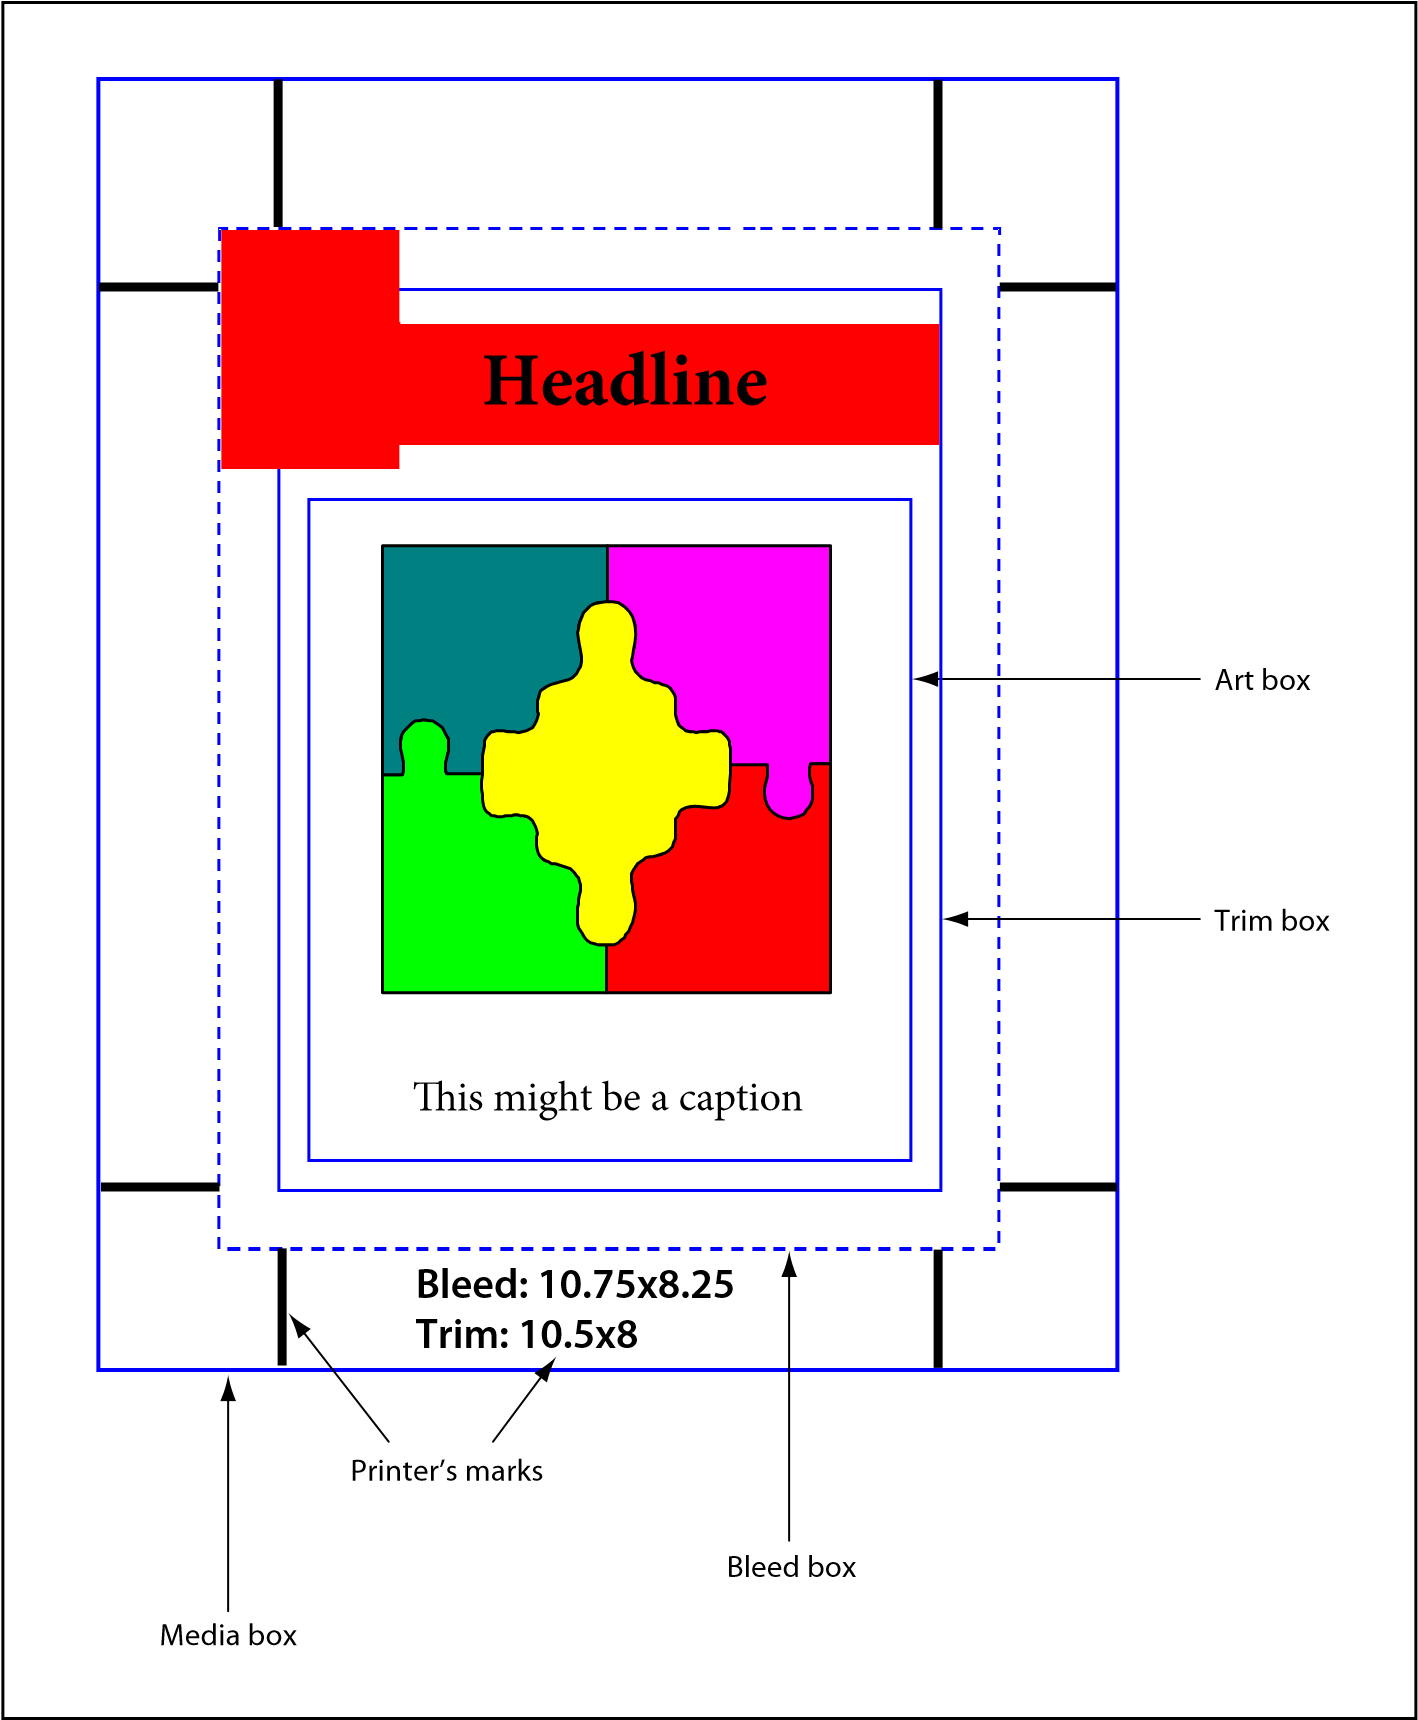 Headline
Art box
Trim box
This might be a caption
Bleed: 10.75x8.25
Trim: 10.5x8
Printer’s marks
Bleed box
Media box